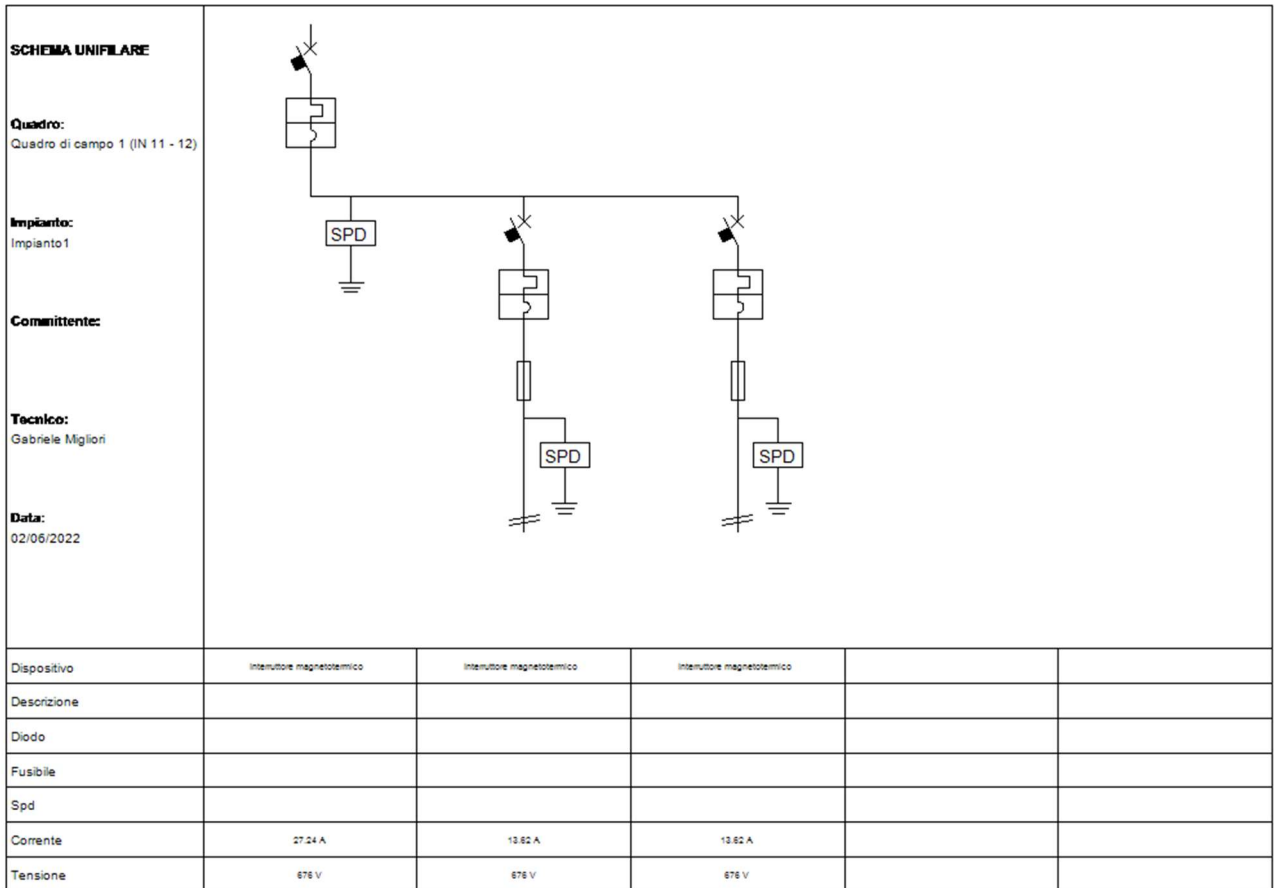 SCHEMA UNIFILARE
Quadro:
Quadro di campo 1 (IN 11 - 12)
Impianto:
Impianto1
Committente:
Tecnico:
Gabriele Migliori
Data:
02/06/2022
SPD
SPD
SPD
Dispositivo Interruttore magnetotermico Interruttore magnetotermico Interruttore magnetotermico
Descrizione
Diodo
Fusibile
Spd
Corrente 27.24 A 13.62 A 13.62 A
Tensione 676 V 676 V 676 V